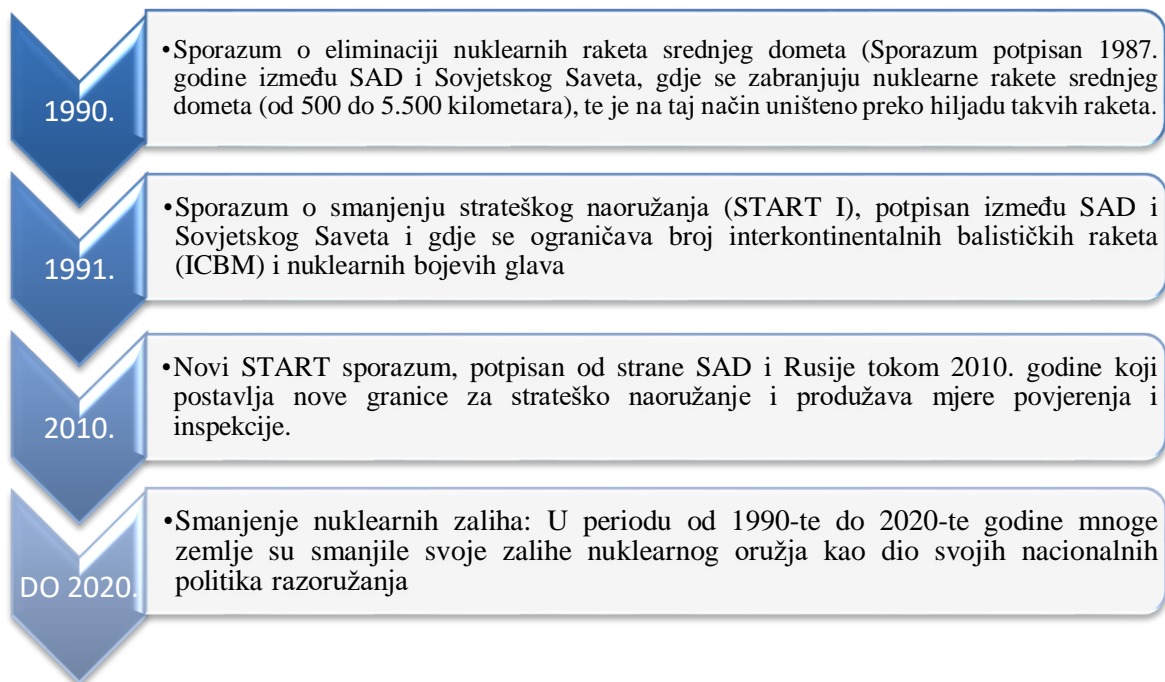 1990.
•Sporazum o eliminaciji nuklearnih raketa srednjeg dometa (Sporazum potpisan 1987.
godine između SAD i Sovjetskog Saveta, gdje se zabranjuju nuklearne rakete srednjeg
dometa (od 500 do 5.500 kilometara), te je na taj način uništeno preko hiljadu takvih raketa.
1991.
•Sporazum o smanjenju strateškog naoružanja (START I), potpisan između SAD i
Sovjetskog Saveta i gdje se ograničava broj interkontinentalnih balističkih raketa
(ICBM) i nuklearnih bojevih glava
2010.
•Novi START sporazum, potpisan od strane SAD i Rusije tokom 2010. godine koji
postavlja nove granice za strateško naoružanje i produžava mjere povjerenja i
inspekcije.
DO 2020.
•Smanjenje nuklearnih zaliha: U periodu od 1990-te do 2020-te godine mnoge
zemlje su smanjile svoje zalihe nuklearnog oružja kao dio svojih nacionalnih
politika razoružanja